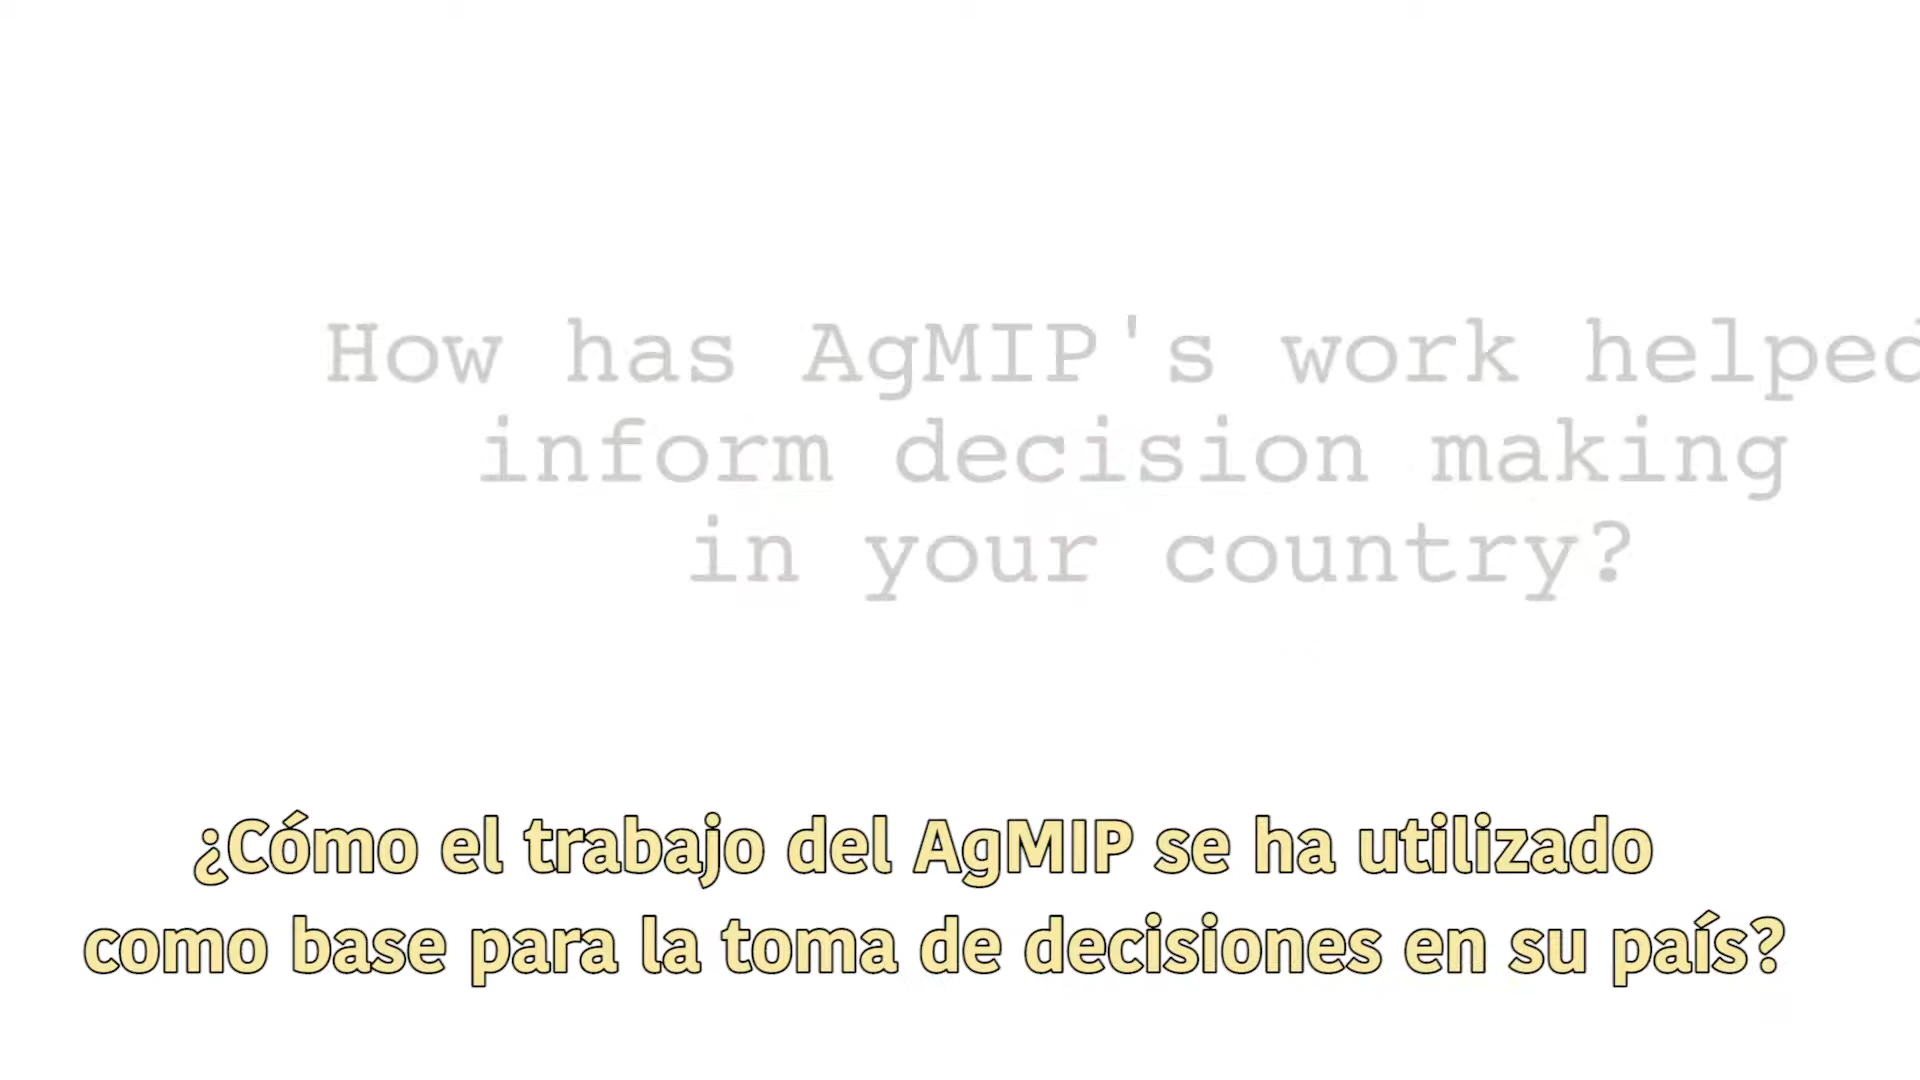 How has AgMIP's work helped
inform decision making
in your country?
¿Cómo el trabajo del AgMIP se ha utilizado
como base para la toma de decisiones en su país?